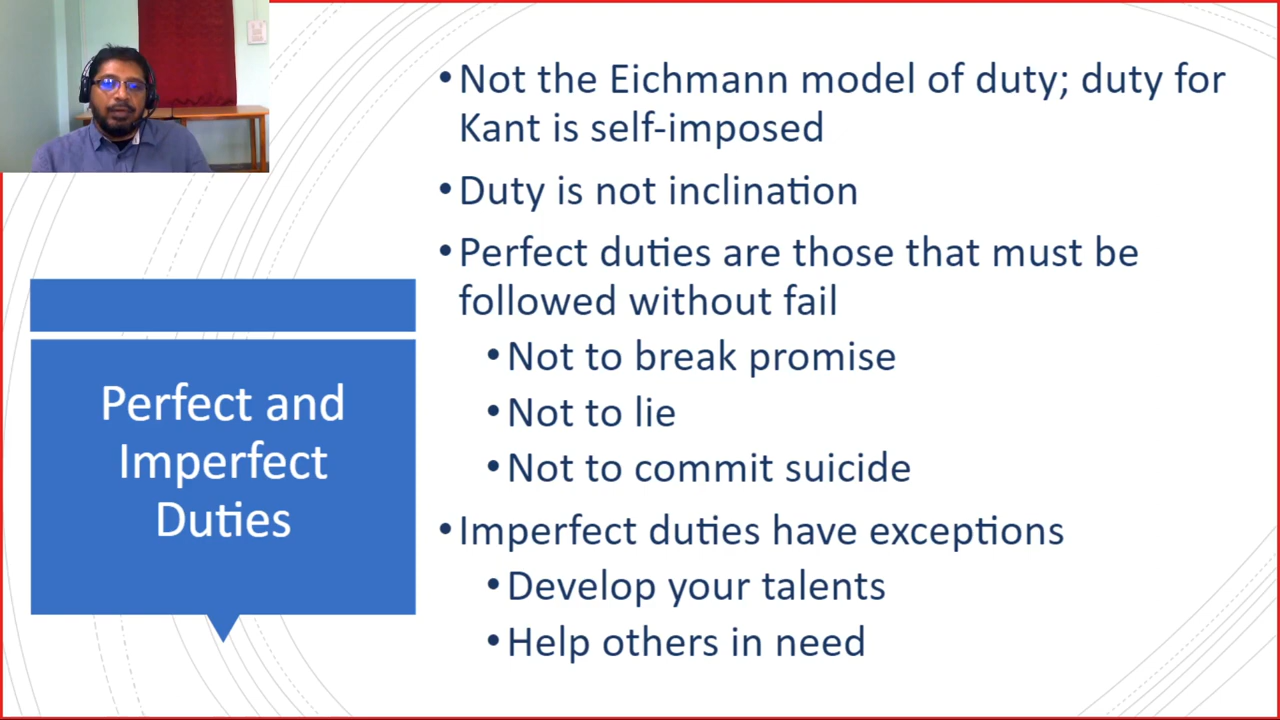 Perfect and
Imperfect
Duties
• Not the Eichmann model of duty; duty for
Kant is self-imposed
• Duty is not inclination
• Perfect duties are those that must be
followed without fail
• Not to break promise
• Not to lie
• Not to commit suicide
• Imperfect duties have exceptions
• Develop your talents
• Help others in need